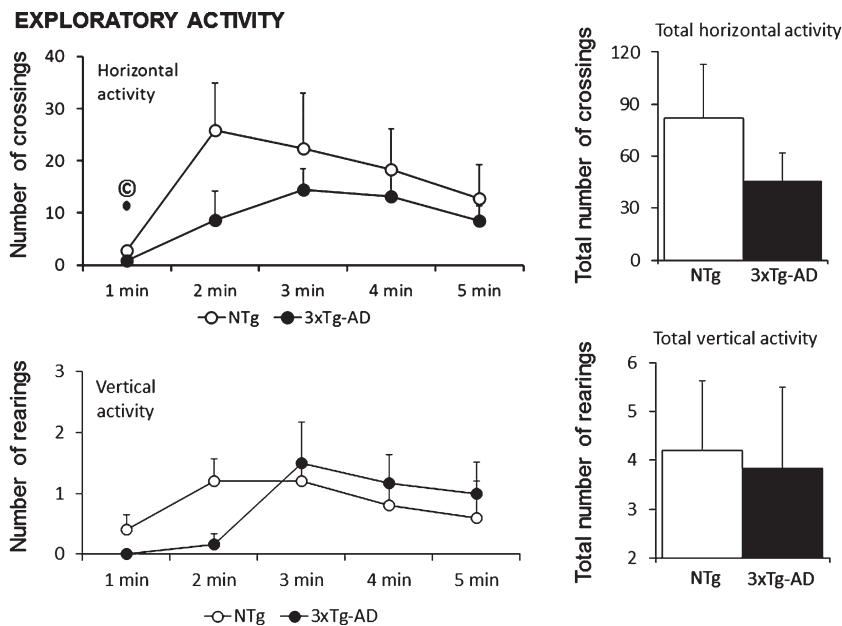 EXPLORATORY ACTIVITY
Number of crossings
40
30
20
10
0
Horizontal
activity
©
1 min 2 min 3 min 4 min 5 min
NTg 3xTg-AD
Total horizontal activity
Total number of crossings
120
90
60
30
0
NTg 3xTg-AD
Number of rearings
3
2
1
0
Vertical
activity
1 min 2 min 3 min 4 min 5 min
NTg 3xTg-AD
Total vertical activity
Total number of rearings
6
5
4
3
2
NTg 3xTg-AD